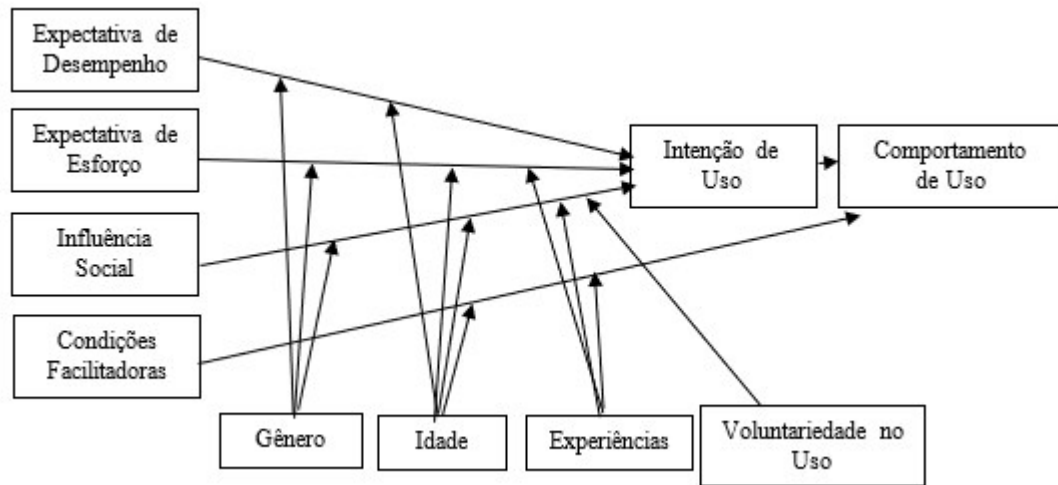 Expectativa de
Desempenho
Expectativa de
Esforço
Influência
Social
Condições
Facilitadoras
Intenção de
Uso
Comportamento
de Uso
Gênero
Idade
Experiências
Voluntariedade no
Uso